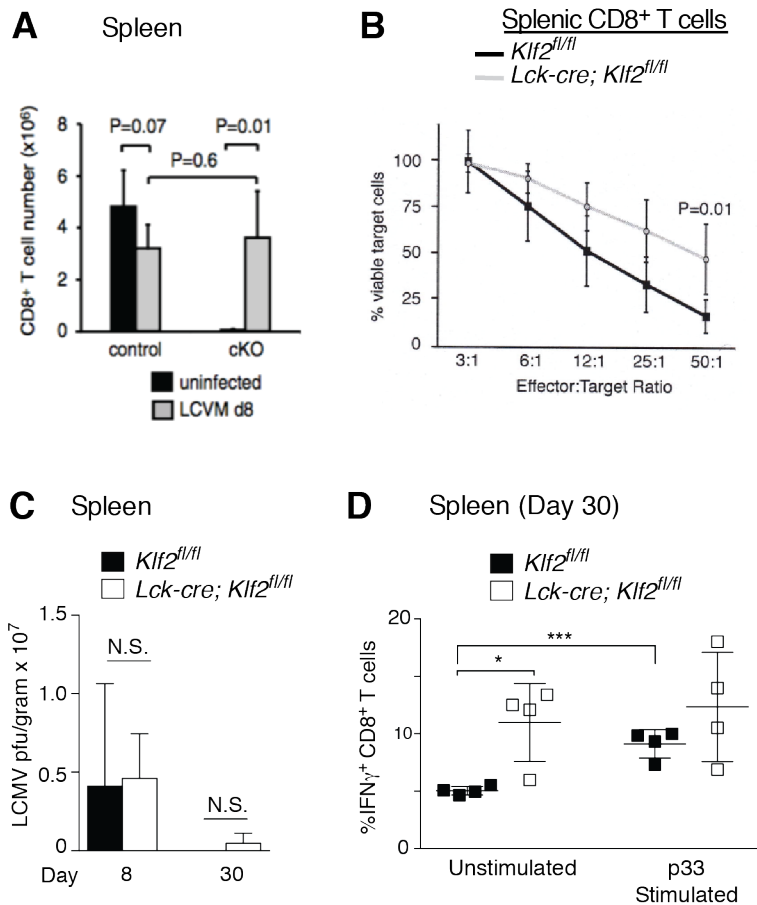 A Spleen
CD8+ T cell number (x10⁶)
8
6
4
2
0
P=0.07
P=0.01
P=0.6
control
cKO
uninfected
LCVM d8
B
Splenic CD8+ T cells
Klf2fl/fl
Lck-cre; Klf2fl/fl
% viable target cells
100
75
50
25
0
P=0.01
3:1 6:1 12:1 25:1 50:1
Effector:Target Ratio
C Spleen
Klf2fl/fl
Lck-cre; Klf2fl/fl
LCMV pfu/gram x 10⁷
1.5
1.0
0.5
0
N.S.
N.S.
Day 8 30
D Spleen (Day 30)
Klf2fl/fl
Lck-cre; Klf2fl/fl
%IFNγ+ CD8+ T cells
20
10
0
***
*
Unstimulated
p33
Stimulated